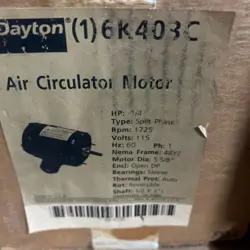 Dayton (1) 6K403C
Air Circulator Motor
HP: 1/4
Type: Split Phase
Rpm: 1725
Volts: 115
Hz: 60 Ph: 1
Nema Frame: 48YZ
Motor Dia: 5 5/8"
Encl: Open DP
Bearings: Sleeve
Thermal Prot: Auto
Rot: Reversible
Shaft: